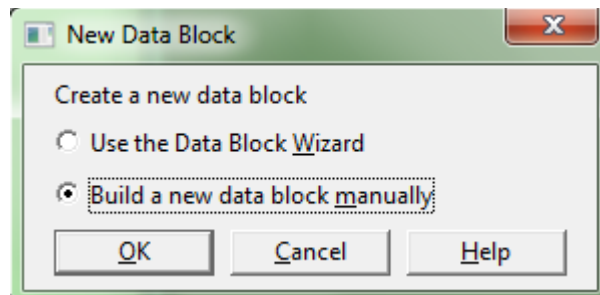 New Data Block
Create a new data block
Use the Data Block Wizard
Build a new data block manually
OK Cancel Help